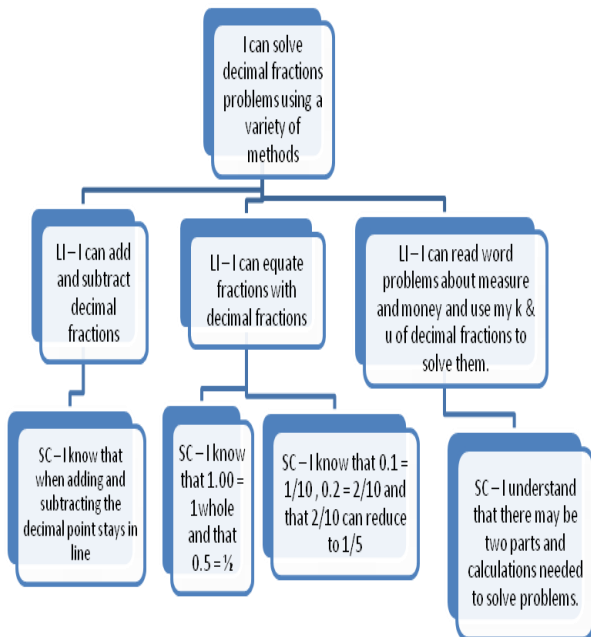 I can solve
decimal fractions
problems using a
variety of
methods
LI – I can add
and subtract
decimal
fractions
LI – I can equate
fractions with
decimal fractions
LI – I can read word
problems about measure
and money and use my k &
u of decimal fractions to
solve them.
SC – I know that
when adding and
subtracting the
decimal point stays in
line
SC – I know
that 1.00 =
1whole
and that
0.5 = ½
SC – I know that 0.1 =
1/10 , 0.2 = 2/10 and
that 2/10 can reduce
to 1/5
SC – I understand
that there may be
two parts and
calculations needed
to solve problems.